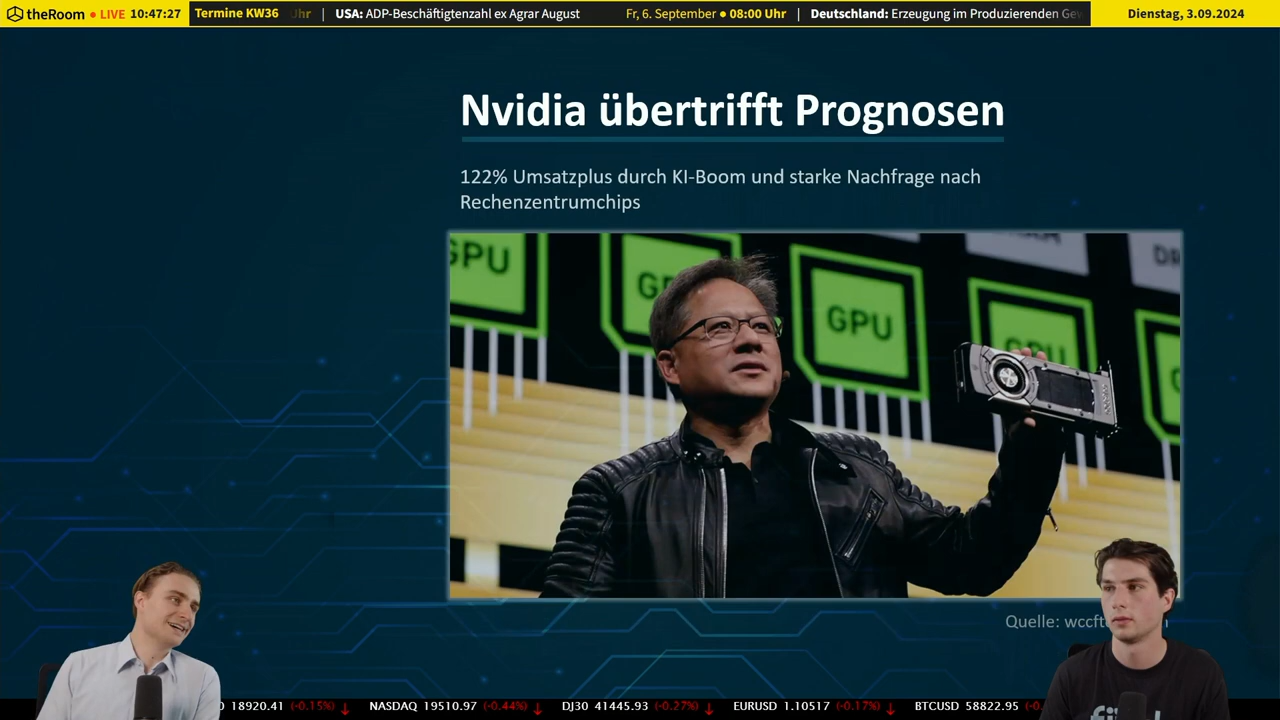 theRoom • LIVE 10:47:27
Termine KW36
Uhr | USA: ADP-Beschäftigtenzahl ex Agrar August Fr, 6. September • 08:00 Uhr | Deutschland: Erzeugung im Produzierenden
Dienstag, 3.09.2024
Nvidia übertrifft Prognosen
122% Umsatzplus durch KI-Boom und starke Nachfrage nach
Rechenzentrumchips
GPU
GPU
GPU
Quelle:
18920.41 (-0.15%) ↓ NASDAQ 19510.97 (-0.44%) ↓ DJ30 41445.93 (-0.27%) ↓ EURUSD 1.10517 (-0.17%) ↓ BTCUSD 58822.95